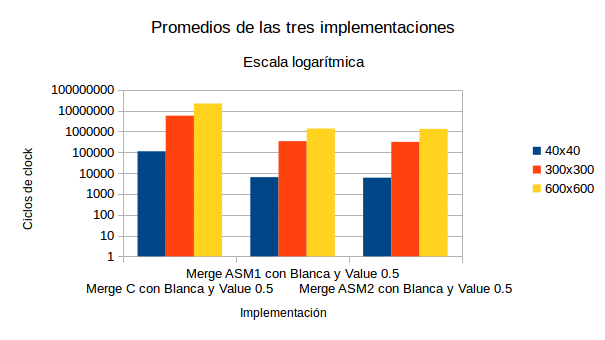 Promedios de las tres implementaciones
Escala logarítmica
100000000
10000000
1000000
100000
10000
1000
100
10
1
Ciclos de clock
40x40
300x300
600x600
Merge ASM1 con Blanca y Value 0.5
Merge C con Blanca y Value 0.5 Merge ASM2 con Blanca y Value 0.5
Implementación